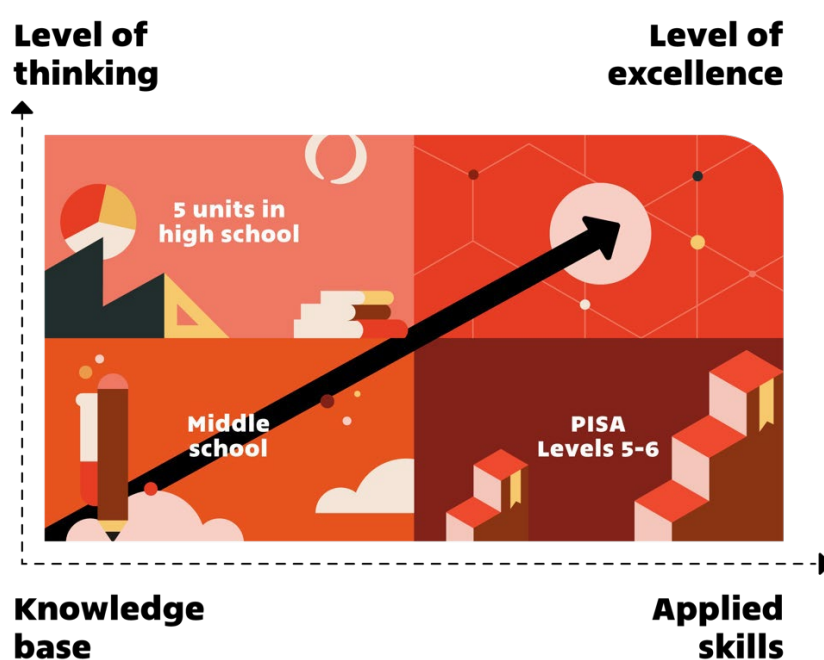 Level of
thinking
Level of
excellence
5 units in
high school
Middle
school
PISA
Levels 5-6
Knowledge
base
Applied
skills